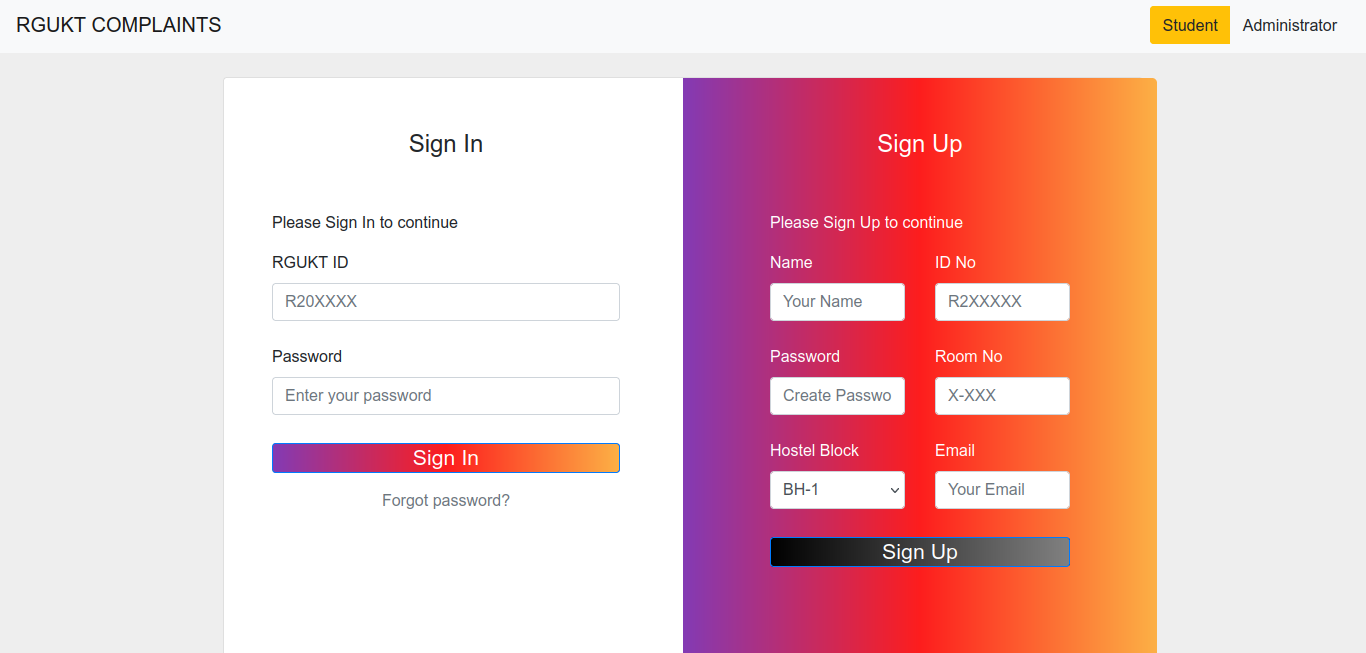 RGUKT COMPLAINTS
Student Administrator
Sign In
Please Sign In to continue
RGUKT ID
R20XXXX
Password
Enter your password
Sign In
Forgot password?
Sign Up
Please Sign Up to continue
Name ID No
Your Name R2XXXXX
Password Room No
Create Passwo X-XXX
Hostel Block Email
BH-1 Your Email
Sign Up